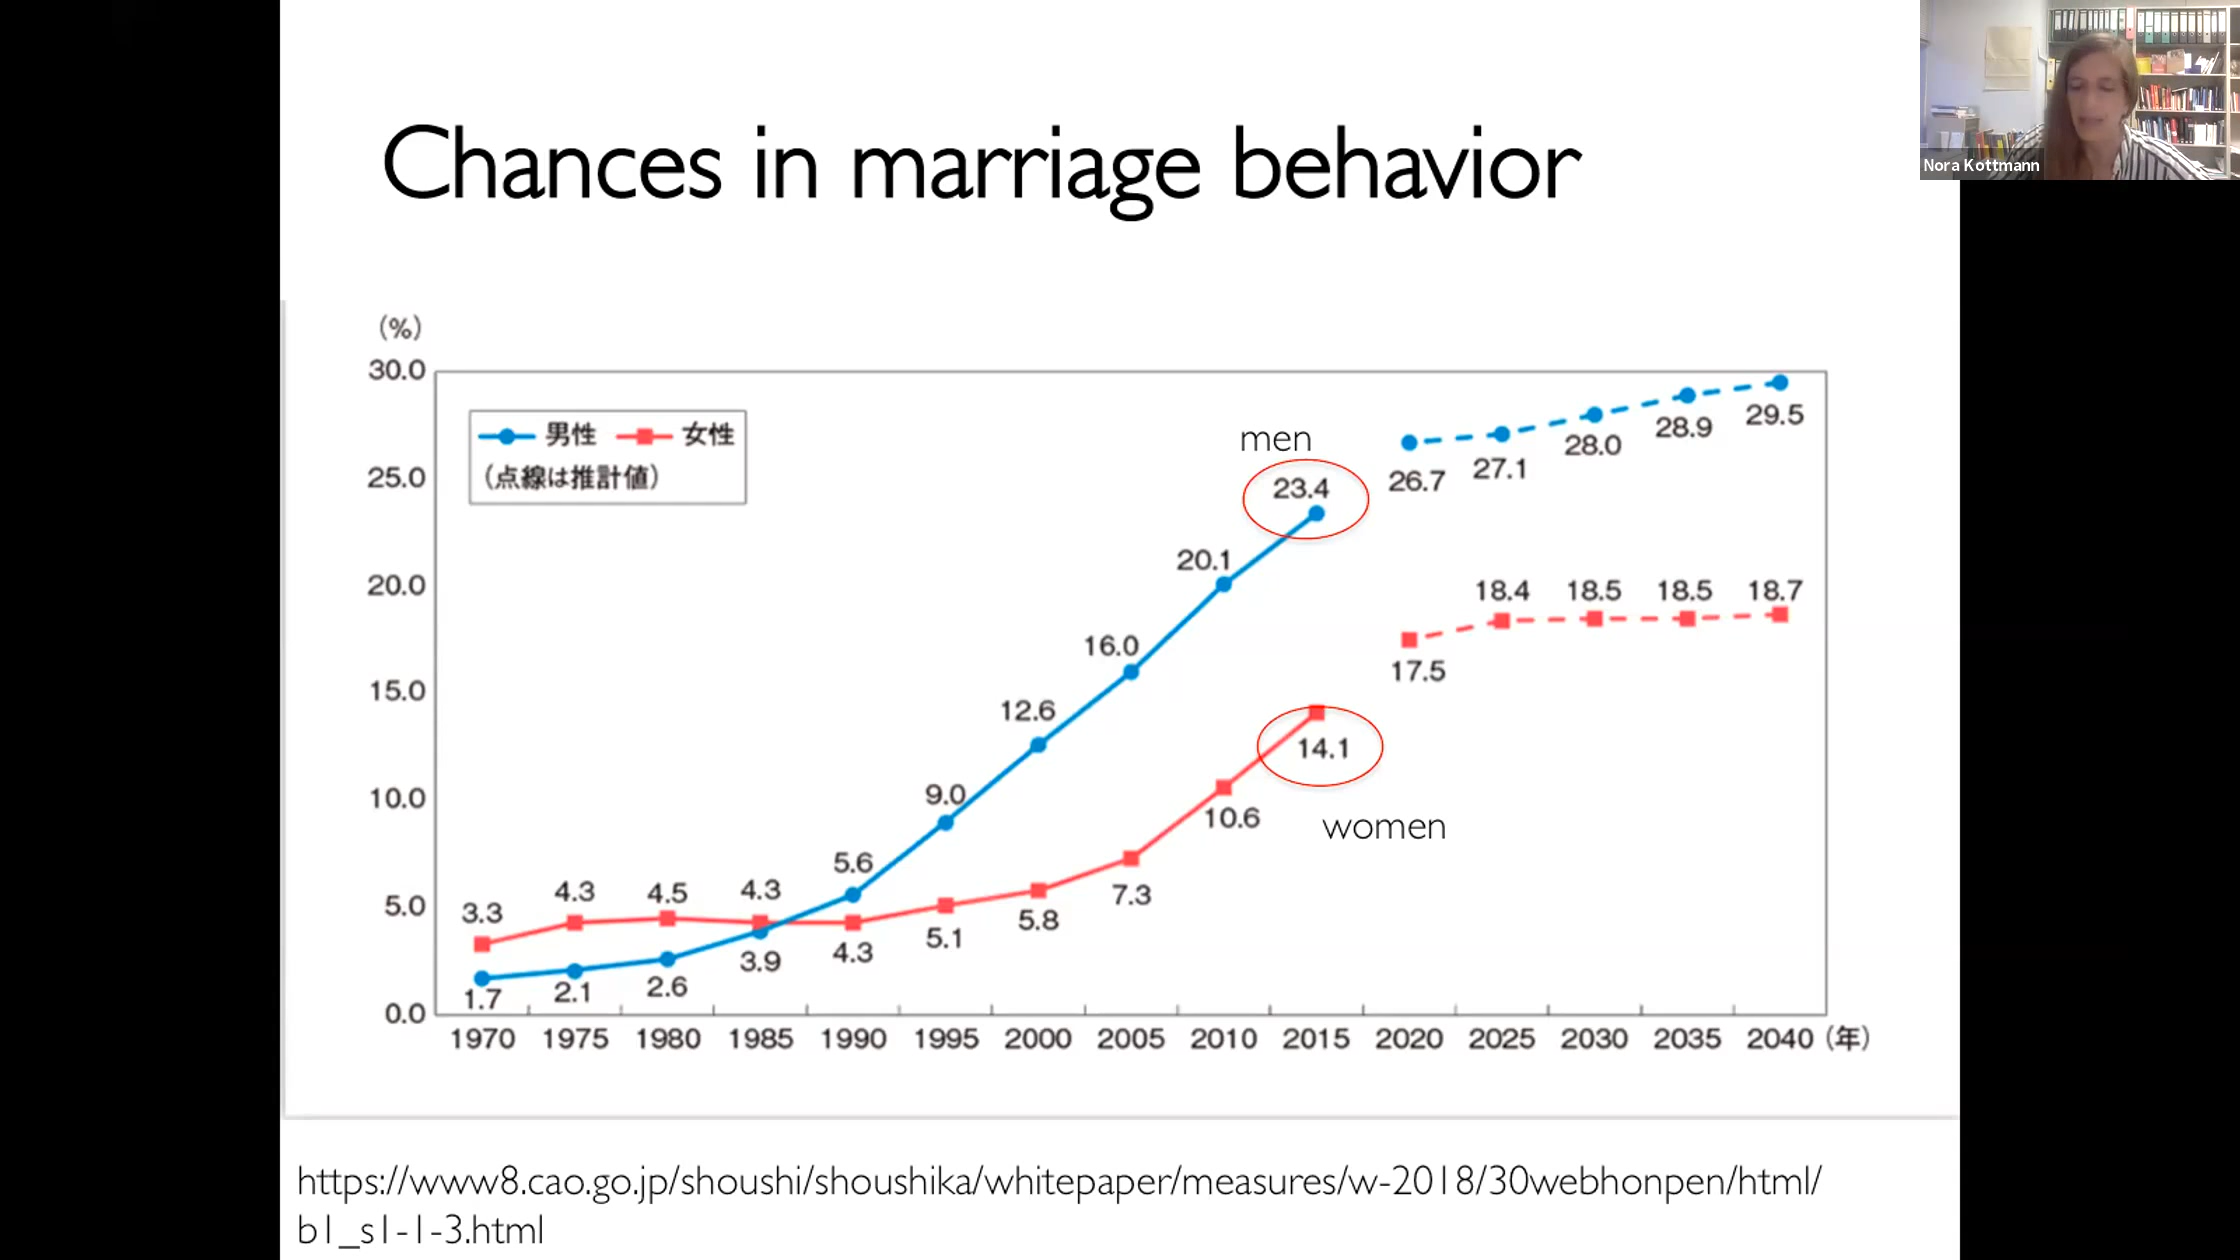 Chances in marriage behavior
Nora Kottmann
(%)
30.0
25.0
20.0
15.0
10.0
5.0
0.0
男性 女性
(点線は推計値)
men
women
1.7 2.1 2.6 3.9 5.6 9.0 12.6 16.0 20.1 23.4 26.7 27.1 28.0 28.9 29.5
3.3 4.3 4.5 4.3 4.3 5.1 5.8 7.3 10.6 14.1 17.5 18.4 18.5 18.5 18.7
1970 1975 1980 1985 1990 1995 2000 2005 2010 2015 2020 2025 2030 2035 2040 (年)
https://www8.cao.go.jp/shoushi/shoushika/whitepaper/measures/w-2018/30webhonpen/html/
b1_s1-1-3.html